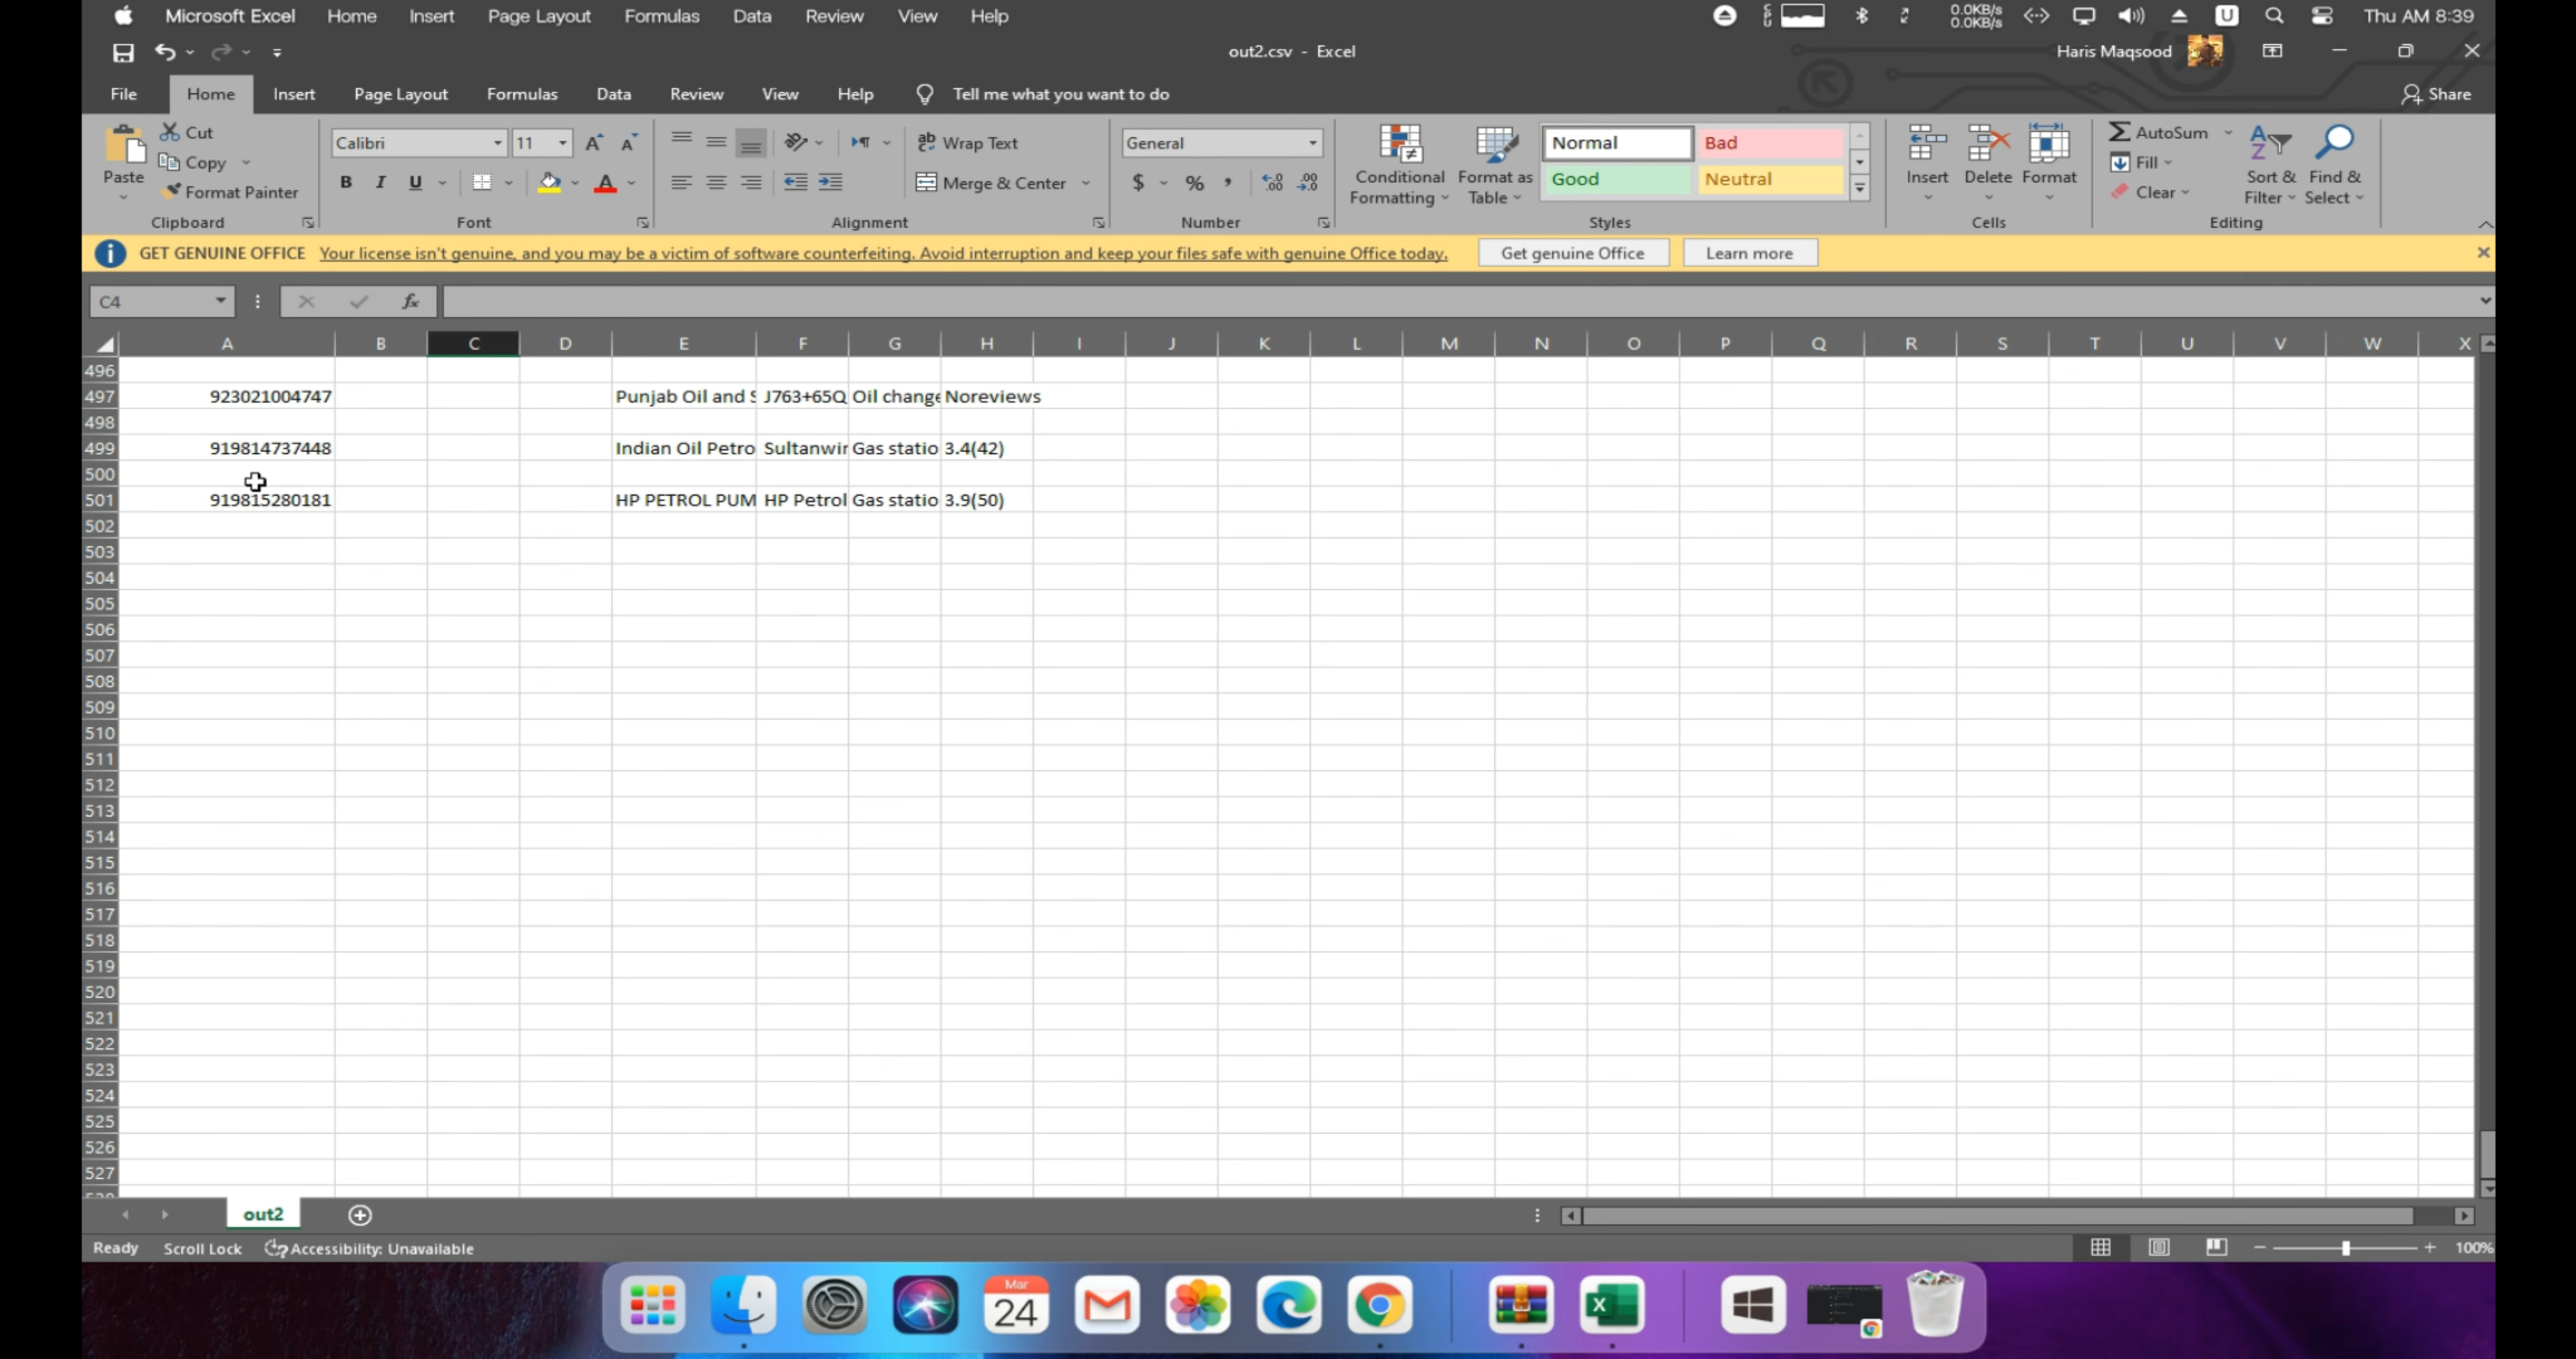 Microsoft Excel Home Insert Page Layout Formulas Data Review View Help CPU 0.0KB/s 0.0KB/s U Thu AM 8:39
out2.csv - Excel Haris Maqsood
File Home Insert Page Layout Formulas Data Review View Help Tell me what you want to do Share
Paste Cut Copy Format Painter Clipboard
Calibri 11 A A B I U A Font
ab Wrap Text Merge & Center Alignment
General $ % , Number
Conditional Formatting Format as Table Normal Bad Good Neutral Styles
Insert Delete Format Cells
AutoSum Fill Clear Sort & Filter Find & Select Editing
GET GENUINE OFFICE Your license isn't genuine, and you may be a victim of software counterfeiting. Avoid interruption and keep your files safe with genuine Office today. Get genuine Office Learn more
C4 fx
A B C D E F G H I J K L M N O P Q R S T U V W X
496
497 923021004747 Punjab Oil and S J763+65Q Oil change Noreviews
498
499 919814737448 Indian Oil Petro Sultanwin Gas statio 3.4(42)
500
501 919815280181 HP PETROL PUM HP Petrol Gas statio 3.9(50)
502
503
504
505
506
507
508
509
510
511
512
513
514
515
516
517
518
519
520
521
522
523
524
525
526
527
out2
Ready Scroll Lock Accessibility: Unavailable 100%
Mar
24